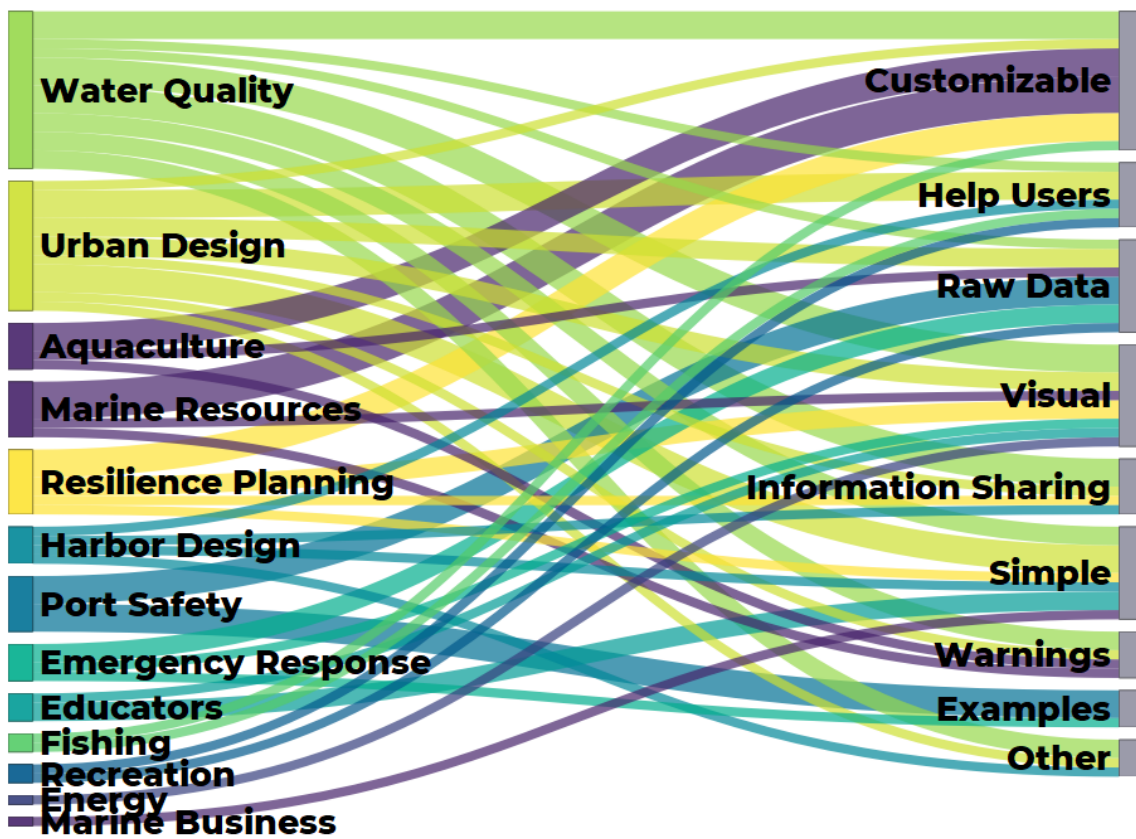 Water Quality
Urban Design
Aquaculture
Marine Resources
Resilience Planning
Harbor Design
Port Safety
Emergency Response
Educators
Fishing
Recreation
Energy
Marine Business
Customizable
Help Users
Raw Data
Visual
Information Sharing
Simple
Warnings
Examples
Other